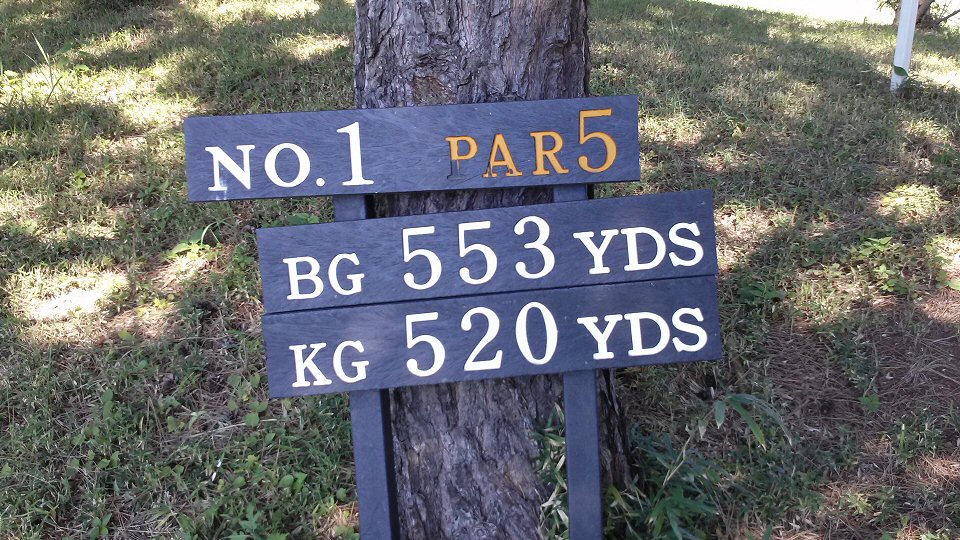 NO.1 PAR5
BG 553 YDS
KG 520 YDS